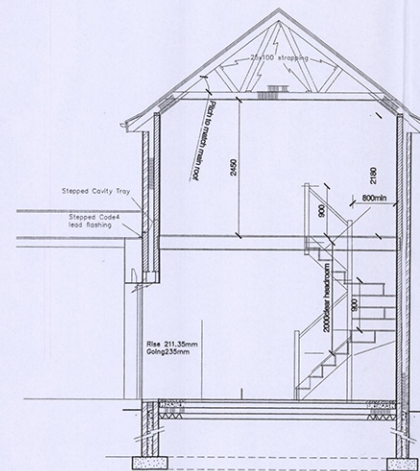 25x100 strapping
Pitch to match main roof
2450
2180
Stepped Cavity Tray
800min
900
Stepped Code4
lead flashing
2000clear headroom
900
Rise 211.35mm
Going235mm